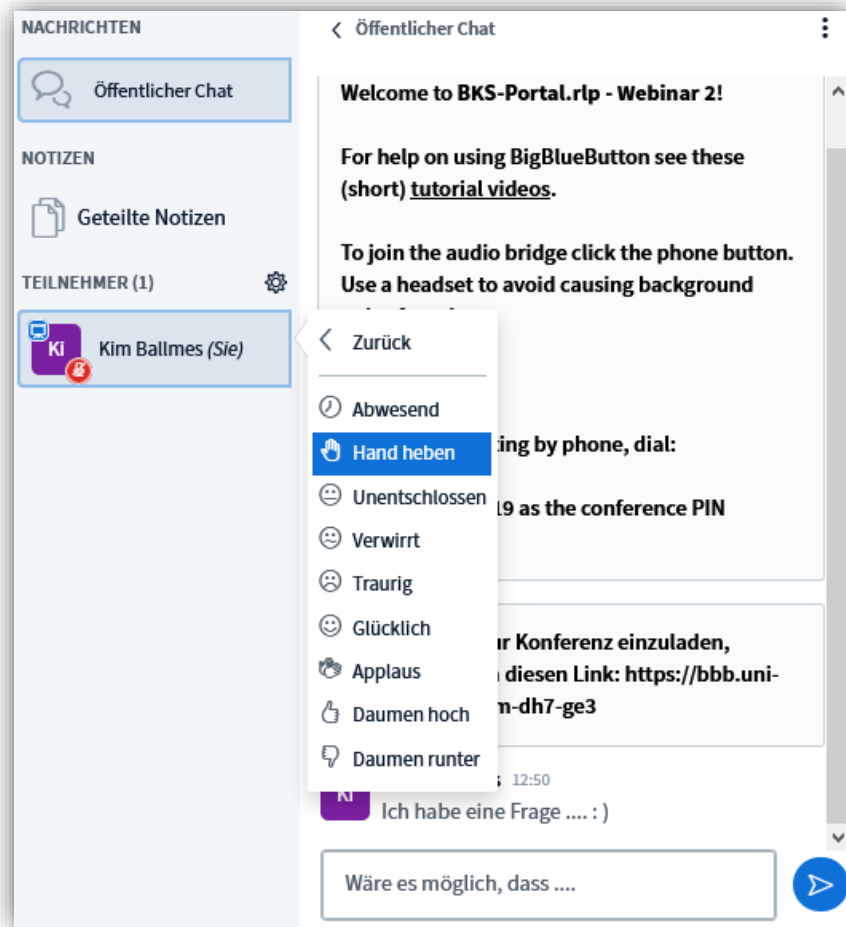 NACHRICHTEN
Öffentlicher Chat
NOTIZEN
Geteilte Notizen
TEILNEHMER (1)
Ki
Kim Ballmes (Sie)
Öffentlicher Chat
Welcome to BKS-Portal.rlp - Webinar 2!
For help on using BigBlueButton see these
(short) tutorial videos.
To join the audio bridge click the phone button.
Use a headset to avoid causing background
Zurück
Abwesend
Hand heben
Unentschlossen
Verwirrt
Traurig
Glücklich
Applaus
Daumen hoch
Daumen runter
by phone, dial:
19 as the conference PIN
Konferenz einzuladen,
diesen Link: https://bbb.uni-
-dh7-ge3
12:50
Ich habe eine Frage .... : )
Wäre es möglich, dass ....